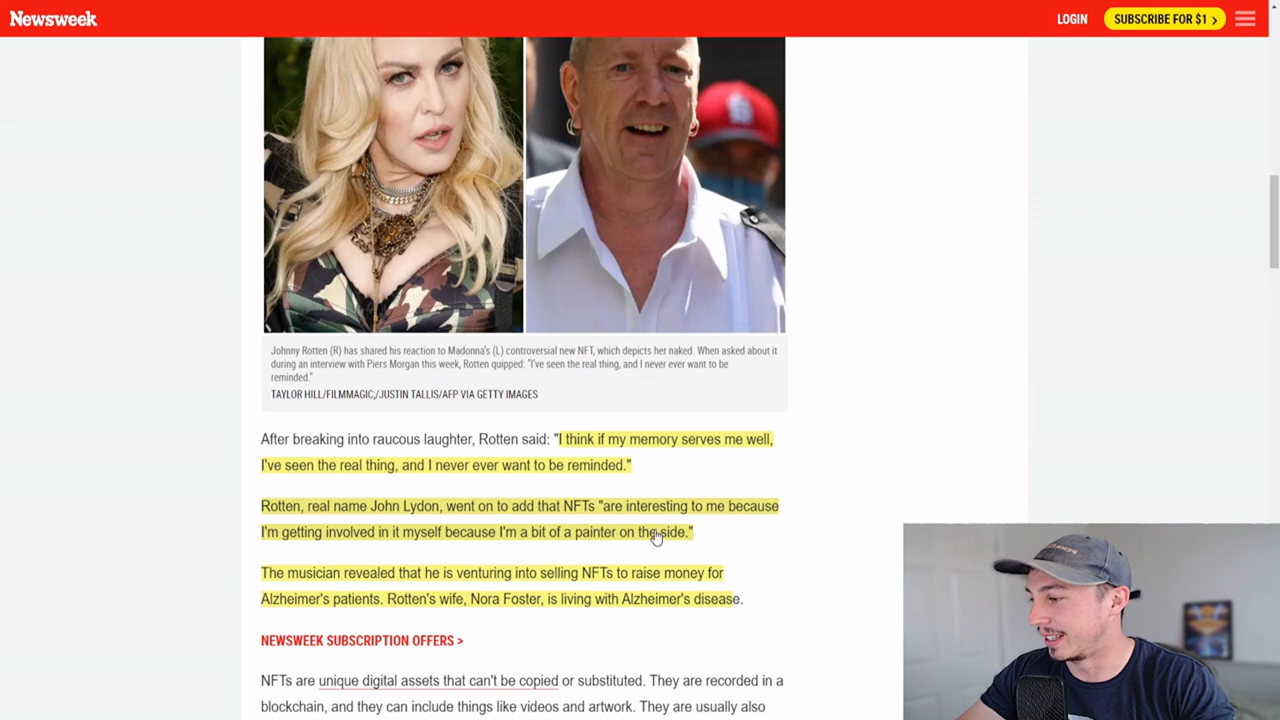 Newsweek
LOGIN
SUBSCRIBE FOR $1 >
Johnny Rotten (R) has shared his reaction to Madonna's (L) controversial new NFT, which depicts her naked. When asked about it
during an interview with Piers Morgan this week, Rotten quipped: "I've seen the real thing, and I never ever want to be
reminded."
TAYLOR HILL/FILMMAGIC;/JUSTIN TALLIS/AFP VIA GETTY IMAGES
After breaking into raucous laughter, Rotten said: "I think if my memory serves me well,
I've seen the real thing, and I never ever want to be reminded."
Rotten, real name John Lydon, went on to add that NFTs "are interesting to me because
I'm getting involved in it myself because I'm a bit of a painter on the side."
The musician revealed that he is venturing into selling NFTs to raise money for
Alzheimer's patients. Rotten's wife, Nora Foster, is living with Alzheimer's disease.
NEWSWEEK SUBSCRIPTION OFFERS >
NFTs are unique digital assets that can't be copied or substituted. They are recorded in a
blockchain, and they can include things like videos and artwork. They are usually also